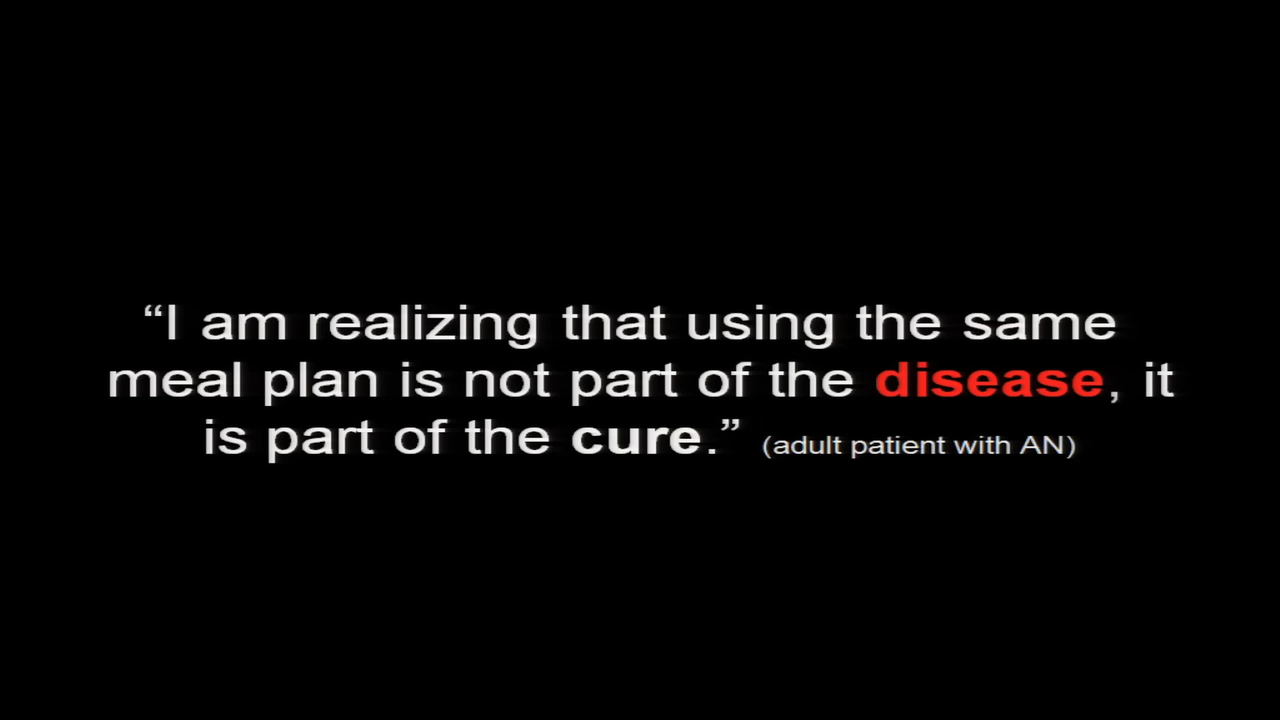 “I am realizing that using the same
meal plan is not part of the disease, it
is part of the cure.” (adult patient with AN)